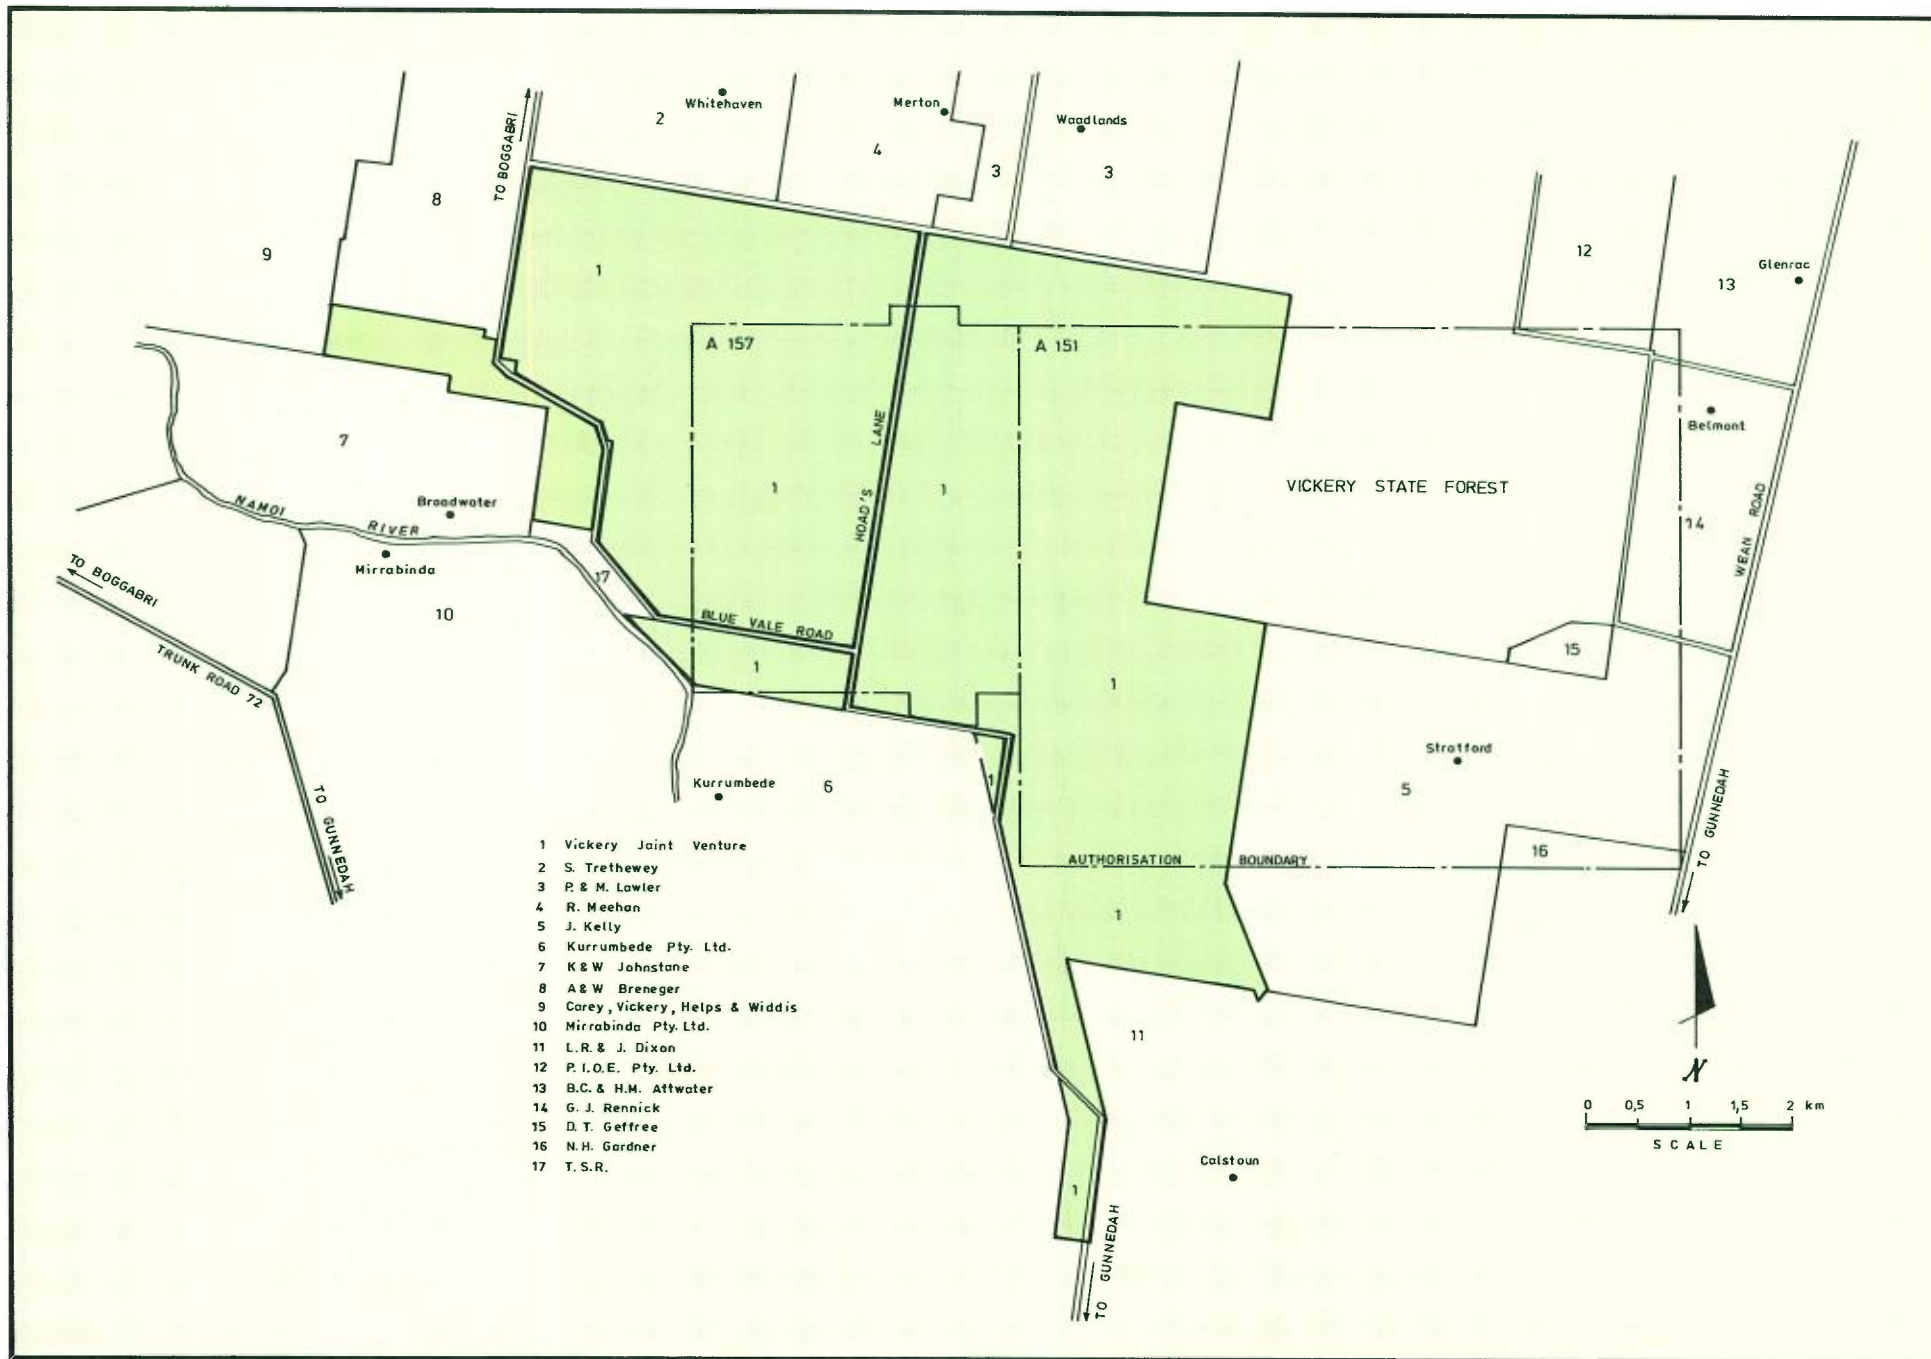 TO BOGGABRI
2
Whitehaven
4
Merton
3
Waadlands
3
8
9
1
12
13
Glenrac
A 157
A 151
Belmont
7
HOAD'S LANE
1
1
VICKERY STATE FOREST
14
WEAN ROAD
Broadwater
NAMOI RIVER
Mirrabinda
17
TO BOGGABRI
10
BLUE VALE ROAD
15
TRUNK ROAD 72
1
1
Kurrumbede
6
1
Stratford
5
TO GUNNEDAH
TO GUNNEDAH
16
AUTHORISATION BOUNDARY
1
1 Vickery Jaint Venture
2 S. Trethewey
3 P. & M. Lawler
4 R. Meehan
5 J. Kelly
6 Kurrumbede Pty. Ltd.
7 K & W Johnstane
8 A & W Breneger
9 Carey, Vickery, Helps & Widdis
10 Mirrabinda Pty. Ltd.
11 L.R. & J. Dixon
12 P. I.O.E. Pty. Ltd.
13 B.C. & H.M. Attwater
14 G. J. Rennick
15 D. T. Geffree
16 N.H. Gardner
17 T. S.R.
11
N
0 0,5 1 1,5 2 km
SCALE
Calstoun
1
TO GUNNEDAH